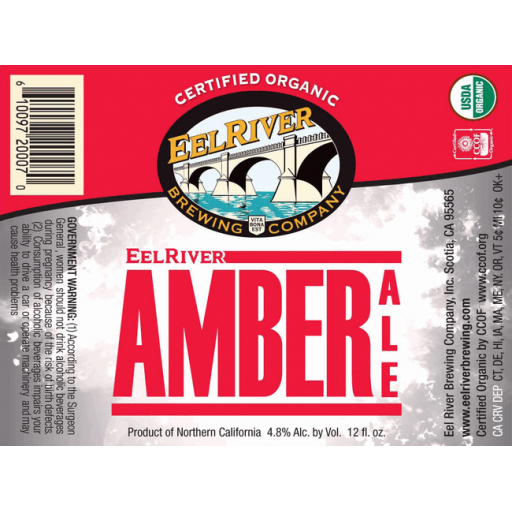 CERTIFIED ORGANIC
EELRIVER
BREWING COMPANY
VITA
BONA
EST
USDA
ORGANIC
CCOF
6 10097 20007 0
GOVERNMENT WARNING: (1) According to the Surgeon
General, women should not drink alcoholic beverages
during pregnancy because of the risk of birth defects.
(2) Consumption of alcoholic beverages impairs your
ability to drive a car or operate machinery and may
cause health problems
EELRIVER
AMBER
ALE
Product of Northern California 4.8% Alc. by Vol. 12 fl. oz.
Eel River Brewing Company, Inc. Scotia, CA 95565
www.eelriverbrewing.com
Certified Organic by CCOF www.ccof.org
CA CRV DEP CT, DE, HI, IA, MA, ME, NY, OR, VT 5¢ MI 10¢ OK+